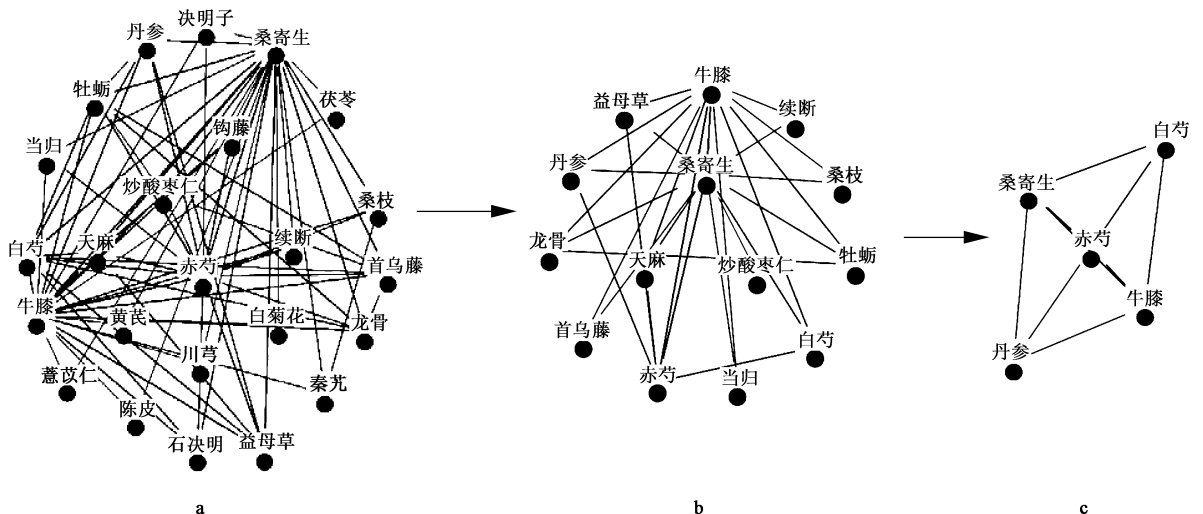 决明子
丹参
桑寄生
牡蛎
茯苓
钩藤
当归
炒酸枣仁
桑枝
白芍
天麻
赤芍
续断
首乌藤
牛膝
黄芪
白菊花
龙骨
川芎
薏苡仁
秦艽
陈皮
石决明
益母草
a
牛膝
益母草
续断
丹参
桑寄生
桑枝
龙骨
天麻
炒酸枣仁
牡蛎
首乌藤
白芍
赤芍
当归
b
白芍
桑寄生
赤芍
牛膝
丹参
c